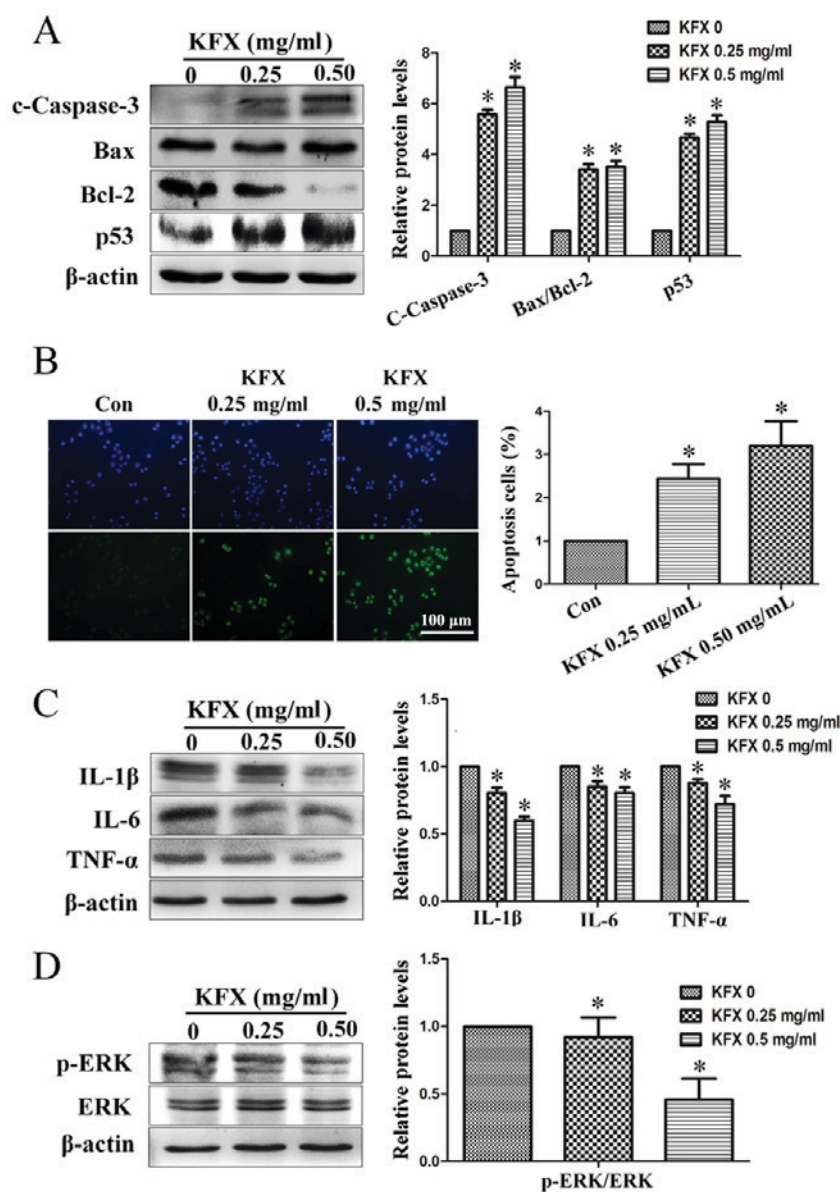 A
KFX (mg/ml)
0 0.25 0.50
c-Caspase-3
Bax
Bcl-2
p53
β-actin
KFX 0
KFX 0.25 mg/ml
KFX 0.5 mg/ml
Relative protein levels
8
6
4
2
0
* * * * * *
C-Caspase-3 Bax/Bcl-2 p53
B
Con
KFX
0.25 mg/ml
KFX
0.5 mg/ml
100 µm
Apoptosis cells (%)
4
3
2
1
0
* *
Con KFX 0.25 mg/mL KFX 0.50 mg/mL
C
KFX (mg/ml)
0 0.25 0.50
IL-1β
IL-6
TNF-α
β-actin
KFX 0
KFX 0.25 mg/ml
KFX 0.5 mg/ml
Relative protein levels
1.5
1.0
0.5
0.0
* * * * * *
IL-1β IL-6 TNF-α
D
KFX (mg/ml)
0 0.25 0.50
p-ERK
ERK
β-actin
KFX 0
KFX 0.25 mg/ml
KFX 0.5 mg/ml
Relative protein levels
1.5
1.0
0.5
0.0
* *
p-ERK/ERK